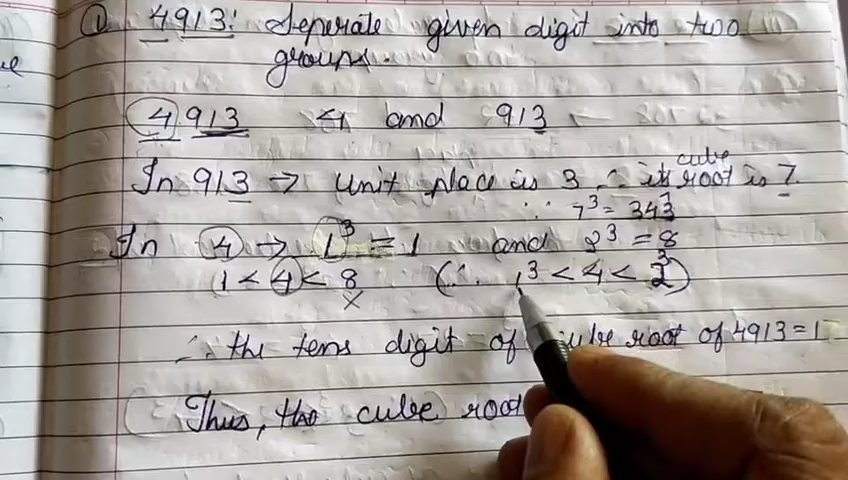 ① 4913: Seperate given digit into two
groups.
4 913 4 and 913
In 913 → Unit place is 3 ∴ its cube root is 7.
∵ 7³ = 343
In 4 → 1³ = 1 and 2³ = 8
1 < 4 < 8 (∴ 1³ < 4 < 2³)
∴ the tens digit of cube root of 4913 = 1
Thus, the cube root